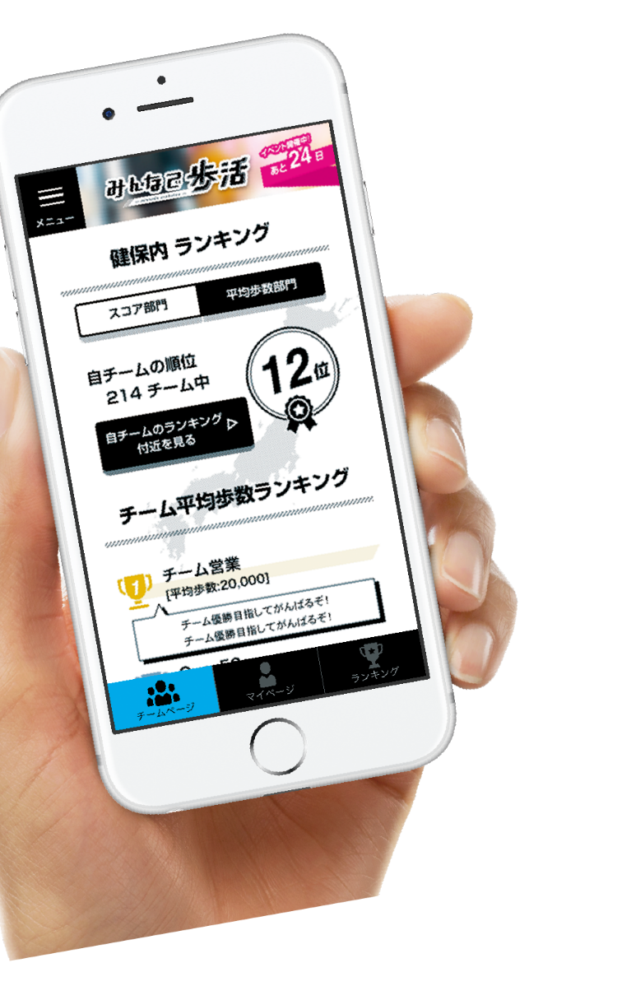 イベント開催中!
あと24日
みんなで歩活
メニュー
健保内 ランキング
スコア部門
平均歩数部門
自チームの順位
214 チーム中
12位
自チームのランキング
付近を見る
チーム平均歩数ランキング
1
チーム営業
[平均歩数:20,000]
チーム優勝目指してがんばるぞ!
チーム優勝目指してがんばるぞ!
チームページ
マイページ
ランキング